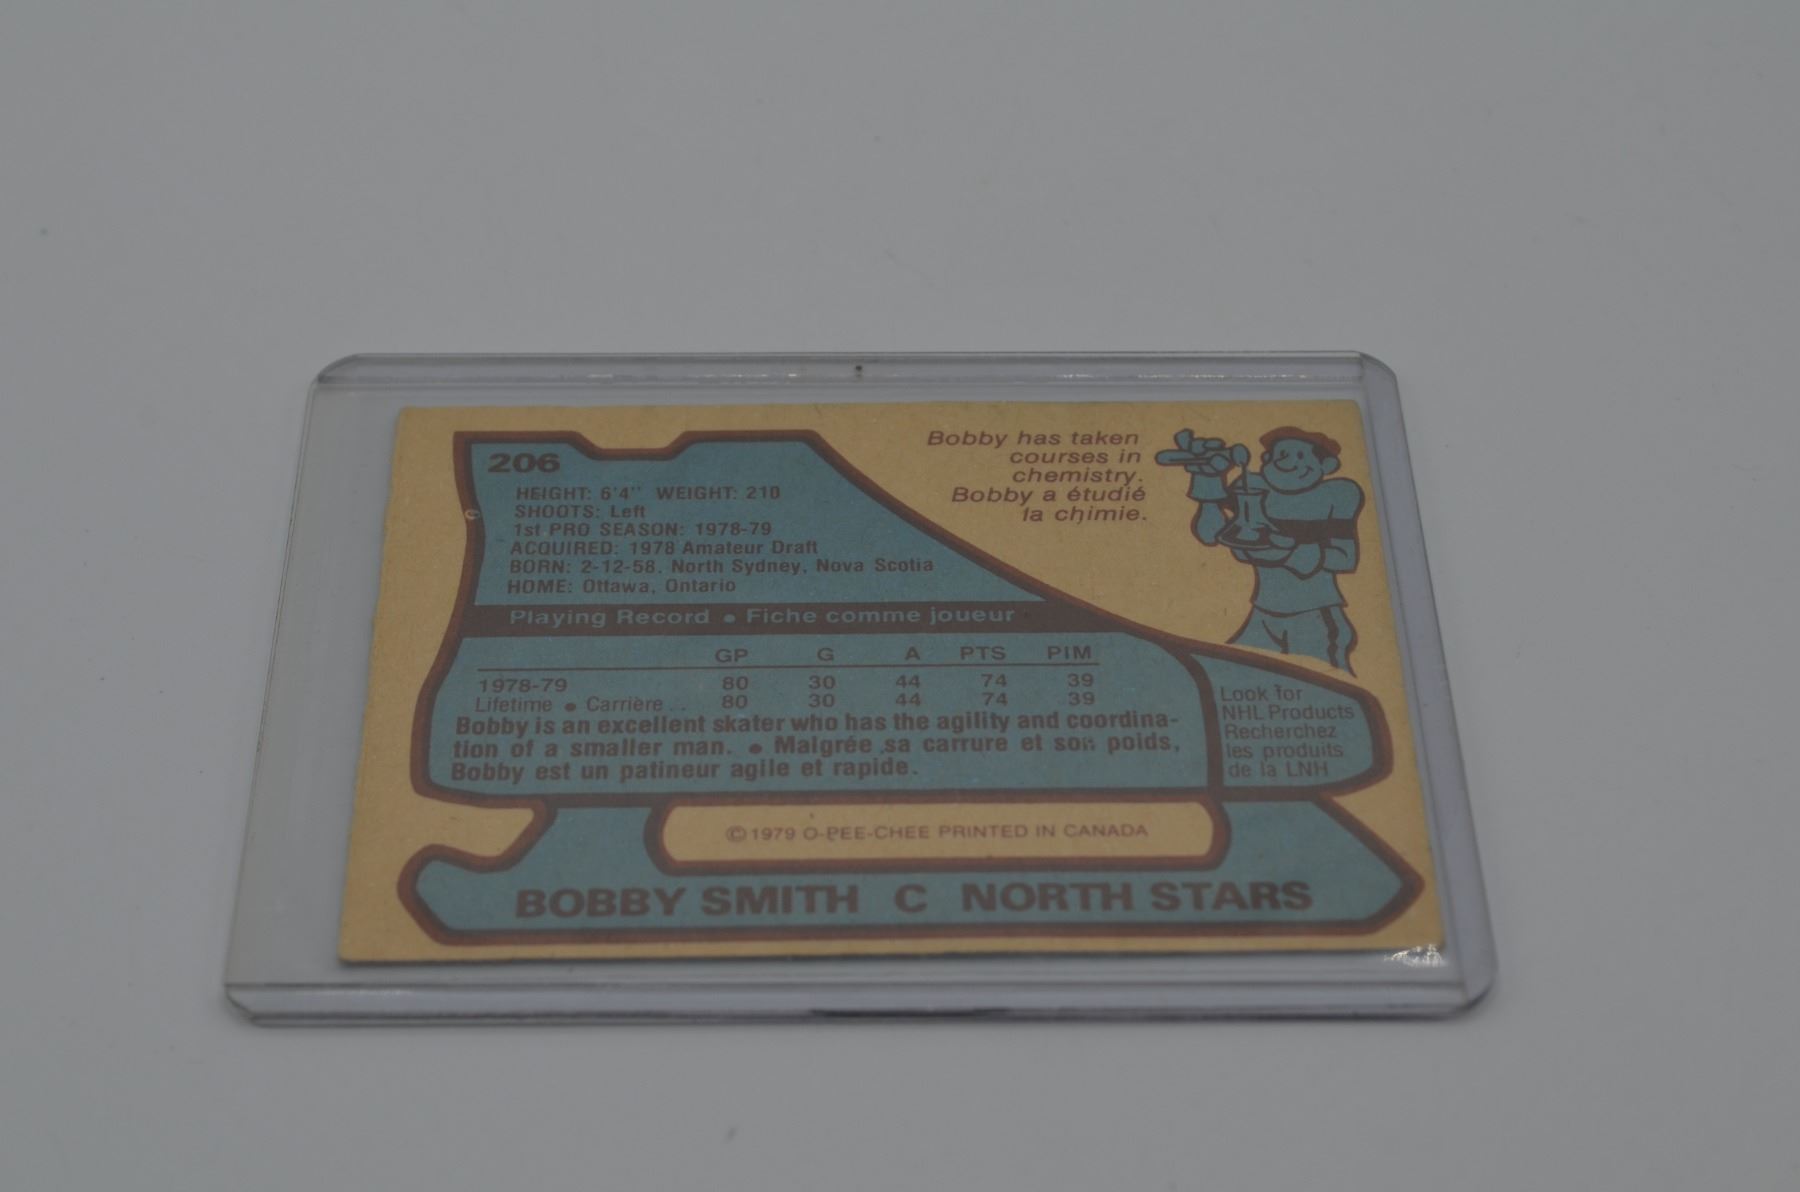 206
HEIGHT: 6'4" WEIGHT: 210
SHOOTS: Left
1st PRO SEASON: 1978-79
ACQUIRED: 1978 Amateur Draft
BORN: 2-12-58, North Sydney, Nova Scotia
HOME: Ottawa, Ontario
Bobby has taken
courses in
chemistry.
Bobby a étudié
la chimie.
Playing Record • Fiche comme joueur
GP G A PTS PIM
1978-79 80 30 44 74 39
Lifetime • Carrière .. 80 30 44 74 39
Bobby is an excellent skater who has the agility and coordina-
tion of a smaller man. • Malgrée sa carrure et son poids,
Bobby est un patineur agile et rapide.
Look for
NHL Products
Recherchez
les produits
de la LNH
©1979 O-PEE-CHEE PRINTED IN CANADA
BOBBY SMITH C NORTH STARS